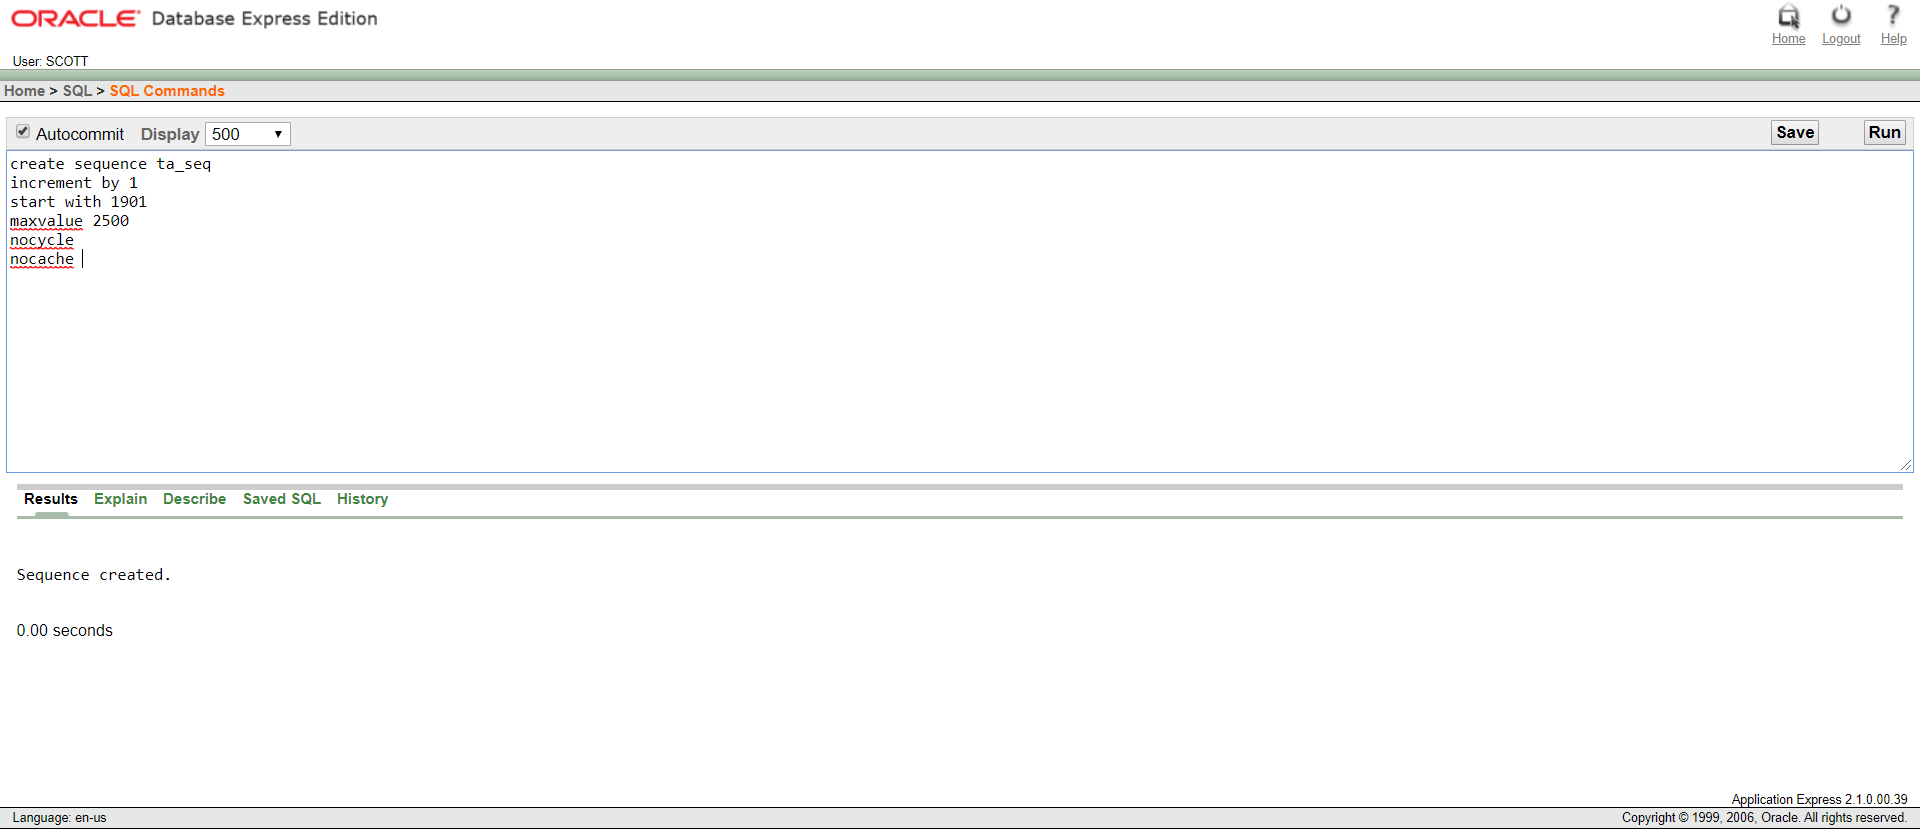 ORACLE Database Express Edition
Home Logout Help
User: SCOTT
Home > SQL > SQL Commands
Autocommit Display 500 Save Run
create sequence ta_seq
increment by 1
start with 1901
maxvalue 2500
nocycle
nocache
Results Explain Describe Saved SQL History
Sequence created.
0.00 seconds
Application Express 2.1.0.00.39
Language: en-us Copyright © 1999, 2006, Oracle. All rights reserved.